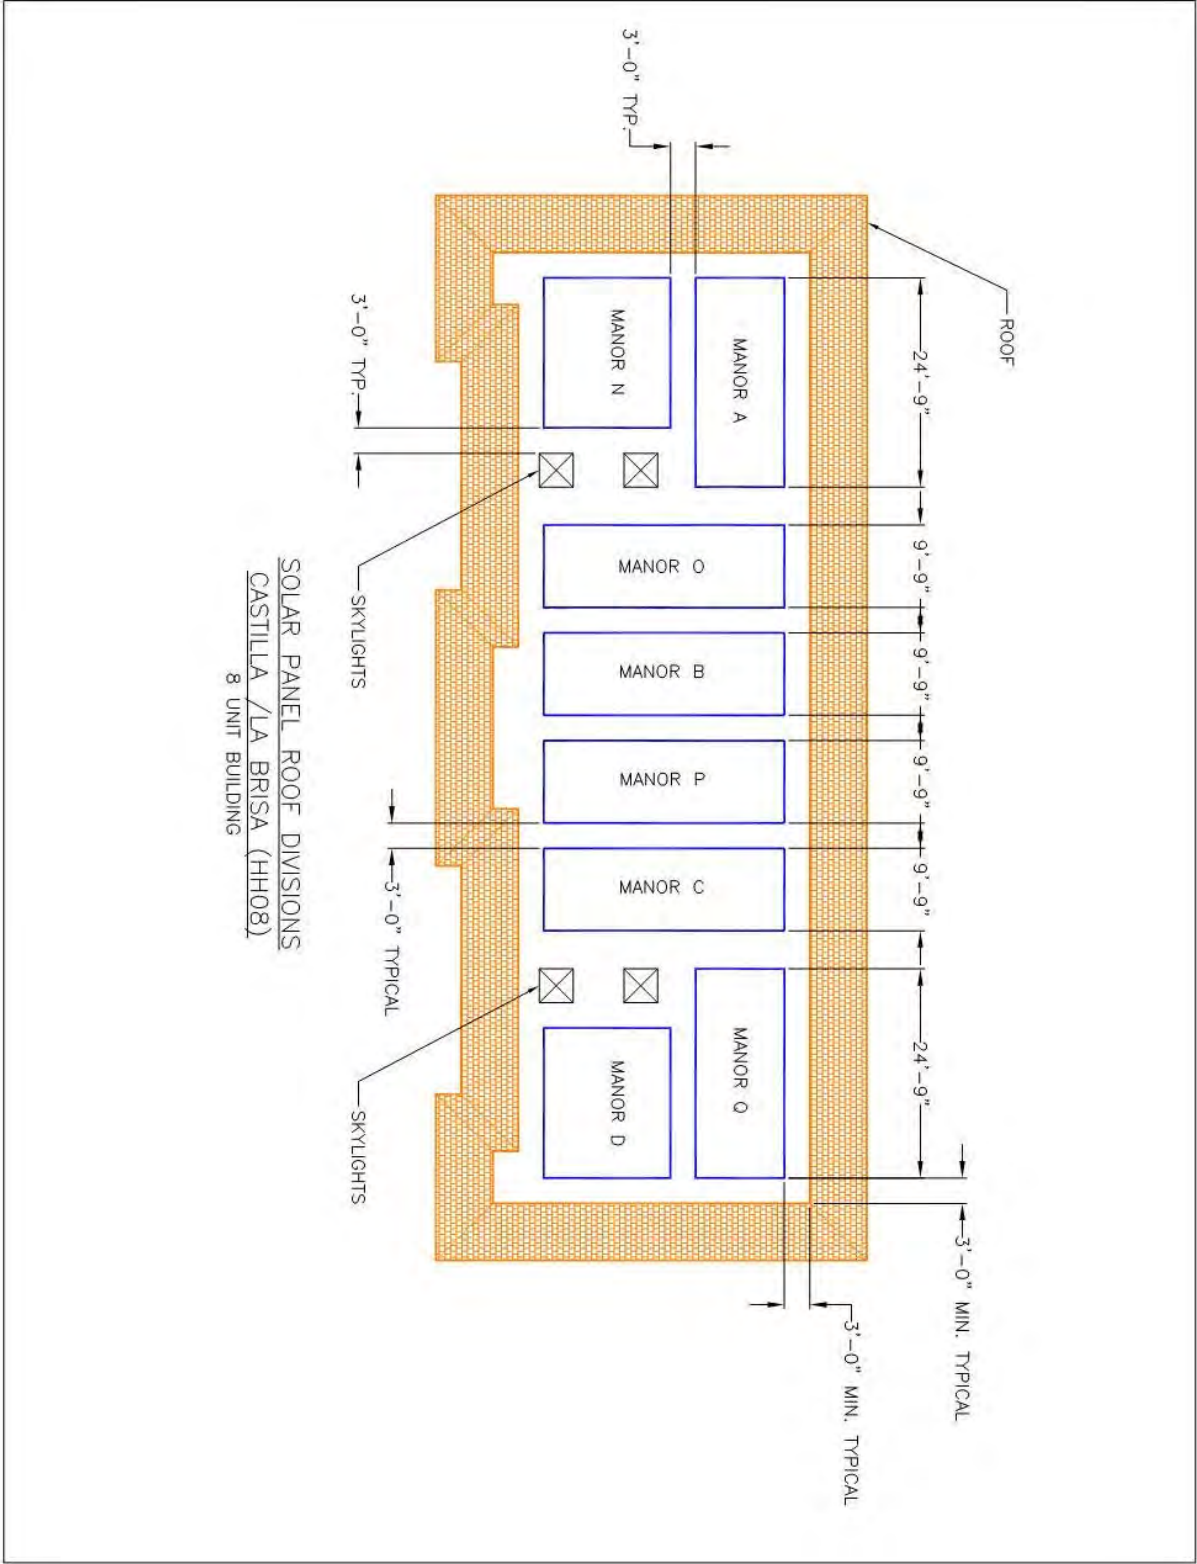 ROOF
24'-9"
9'-9"
9'-9"
9'-9"
9'-9"
24'-9"
3'-0" MIN. TYPICAL
3'-0" MIN. TYPICAL
3'-0" TYP.
MANOR A
MANOR Q
MANOR N
MANOR O
MANOR B
MANOR P
MANOR C
MANOR D
3'-0" TYP.
SKYLIGHTS
3'-0" TYPICAL
SKYLIGHTS
SOLAR PANEL ROOF DIVISIONS
CASTILLA /LA BRISA (HH08)
8 UNIT BUILDING